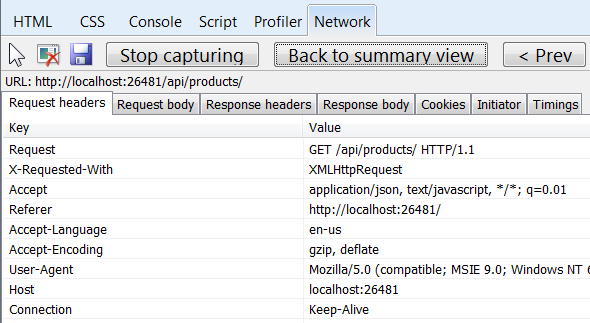 HTML CSS Console Script Profiler Network
Stop capturing Back to summary view < Prev
URL: http://localhost:26481/api/products/
Request headers Request body Response headers Response body Cookies Initiator Timings
Key Value
Request GET /api/products/ HTTP/1.1
X-Requested-With XMLHttpRequest
Accept application/json, text/javascript, */*; q=0.01
Referer http://localhost:26481/
Accept-Language en-us
Accept-Encoding gzip, deflate
User-Agent Mozilla/5.0 (compatible; MSIE 9.0; Windows NT 6
Host localhost:26481
Connection Keep-Alive